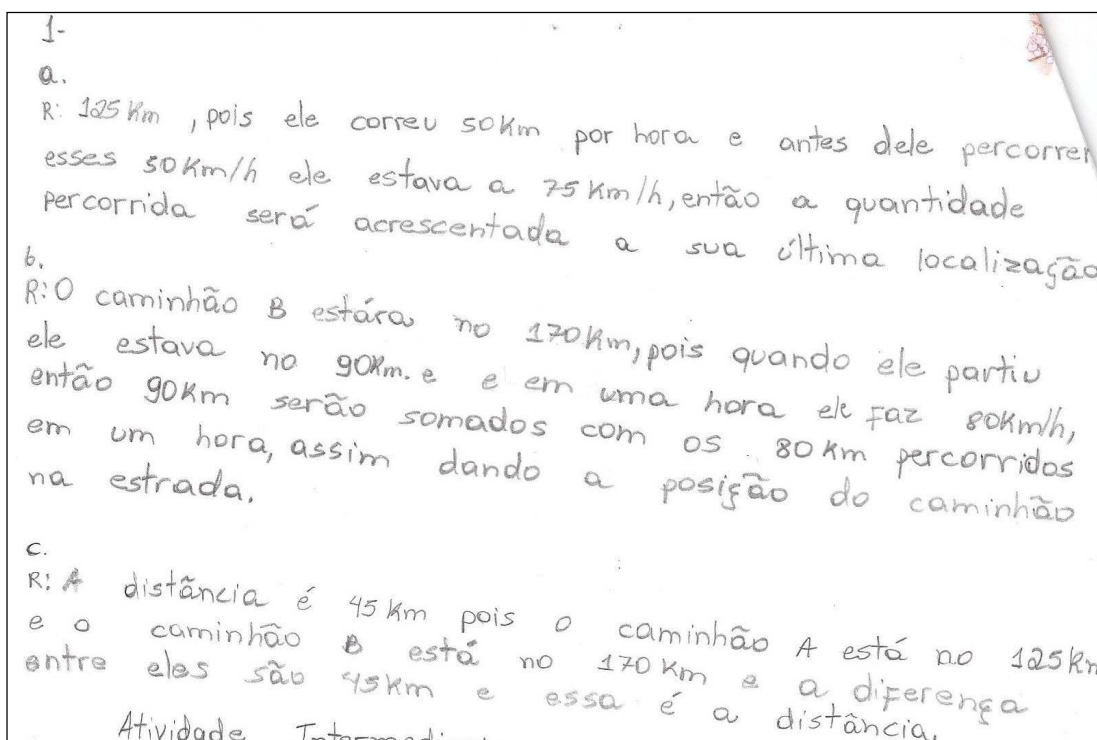 1-
a.
R: 125 Km, pois ele correu 50Km por hora e antes dele percorrer
esses 50Km/h ele estava a 75 Km/h, então a quantidade
percorrida será acrescentada a sua última localização
b.
R: O caminhão B estára no 170Km, pois quando ele partiu
ele estava no 90Km. e e em uma hora ele faz 80Km/h,
então 90Km serão somados com os 80 Km percorridos
em um hora, assim dando a posição do caminhão
na estrada.
c.
R: A distância é 45 Km pois o caminhão A está no 125Km
e o caminhão B está no 170 Km e a diferença
entre eles são 45Km e essa é a distância.
Atividade